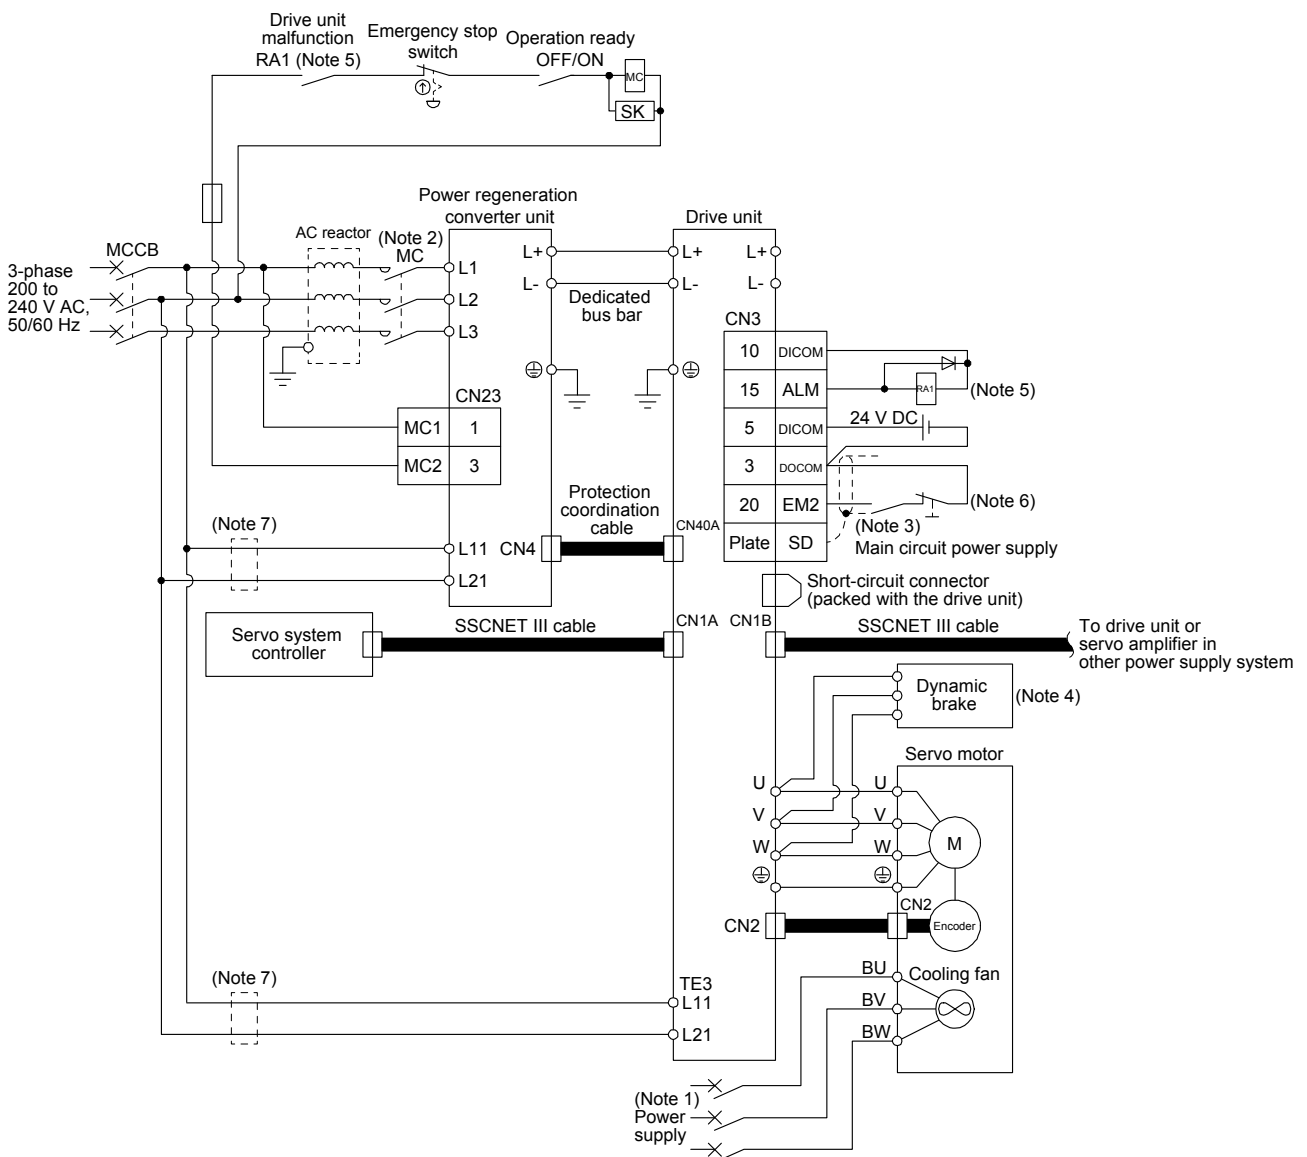 Drive unit
malfunction
RA1 (Note 5)
Emergency stop
switch
Operation ready
OFF/ON
MC
SK
Power regeneration
converter unit
Drive unit
AC reactor
(Note 2)
MC
MCCB
3-phase
200 to
240 V AC,
50/60 Hz
L1
L2
L3
L+
L-
L+
L-
L+
L-
Dedicated
bus bar
CN3
10 DICOM
15 ALM
5 DICOM
3 DOCOM
20 EM2
Plate SD
RA1
(Note 5)
24 V DC
(Note 6)
(Note 3)
Main circuit power supply
CN23
MC1 1
MC2 3
Protection
coordination
cable
(Note 7)
L11
L21
CN4
CN40A
Short-circuit connector
(packed with the drive unit)
Servo system
controller
SSCNET III cable
CN1A
CN1B
SSCNET III cable
To drive unit or
servo amplifier in
other power supply system
Dynamic
brake
(Note 4)
Servo motor
U
V
W
U
V
W
M
CN2
CN2
Encoder
BU
BV
BW
Cooling fan
(Note 7)
TE3
L11
L21
(Note 1)
Power
supply